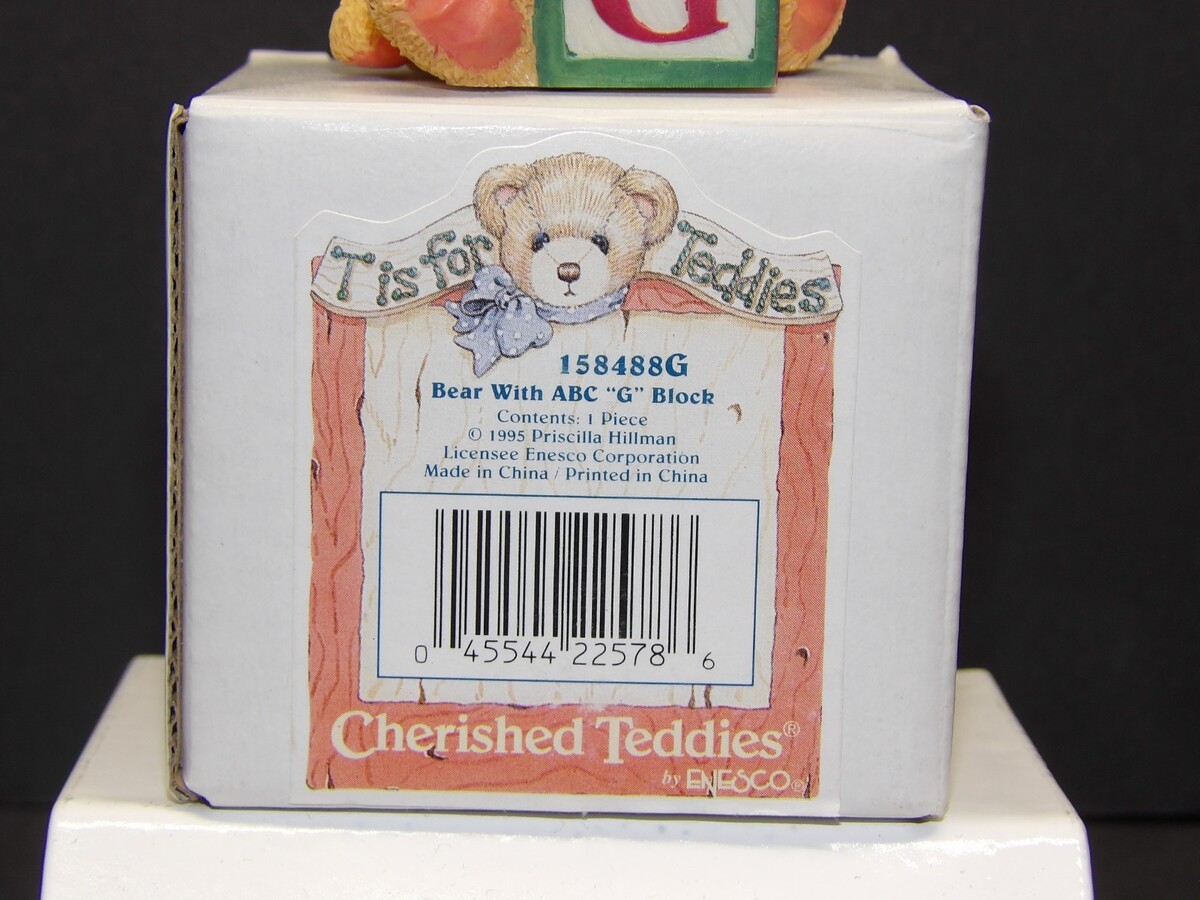 G
T is for Teddies
158488G
Bear With ABC “G” Block
Contents: 1 Piece
© 1995 Priscilla Hillman
Licensee Enesco Corporation
Made in China / Printed in China
0 45544 22578 6
Cherished Teddies®
by ENESCO®